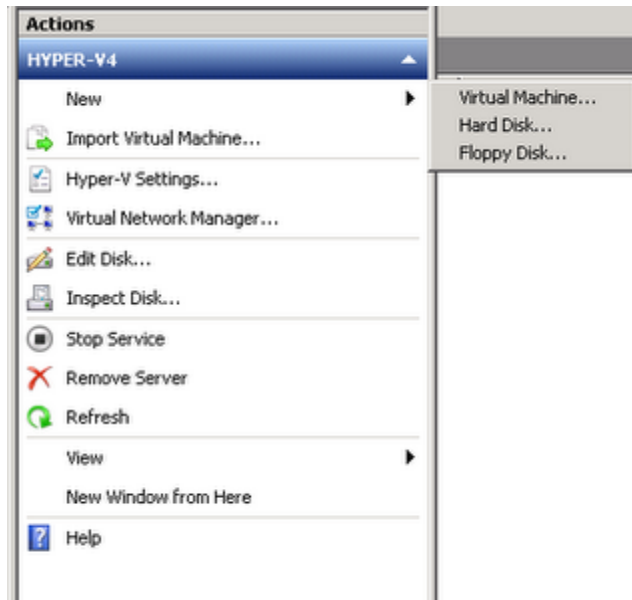 Actions
HYPER-V4
New
Virtual Machine...
Hard Disk...
Floppy Disk...
Import Virtual Machine...
Hyper-V Settings...
Virtual Network Manager...
Edit Disk...
Inspect Disk...
Stop Service
Remove Server
Refresh
View
New Window from Here
Help